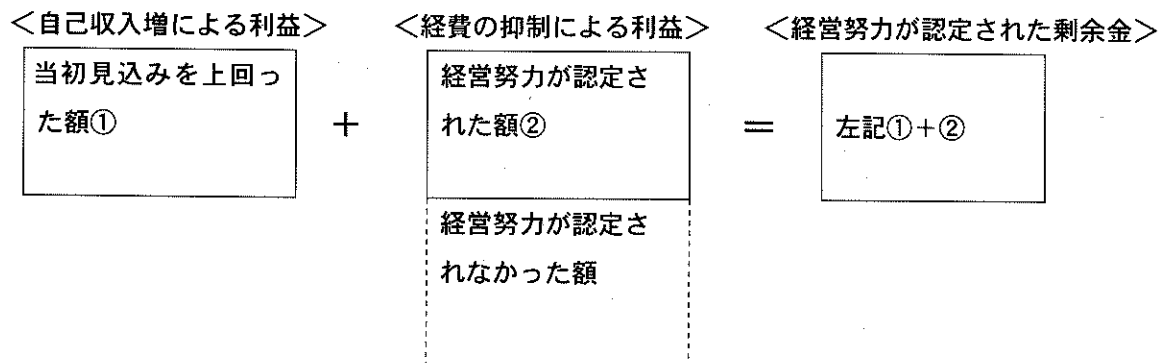 ＜自己収入増による利益＞ ＜経費の抑制による利益＞ ＜経営努力が認定された剰余金＞
当初見込みを上回っ
た額①
＋
経営努力が認定さ
れた額②
＝
左記①＋②
経営努力が認定さ
れなかった額